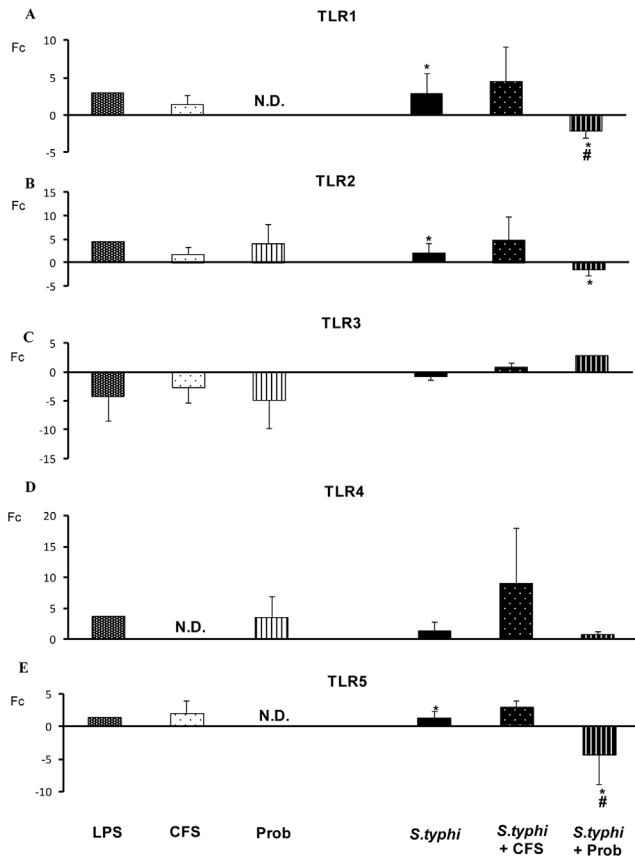 A
TLR1
Fc
10
5
0
-5
N.D.
*
*
#
B
TLR2
Fc
15
10
5
0
-5
*
*
C
TLR3
Fc
5
0
-5
-10
-15
D
TLR4
Fc
20
15
10
5
0
N.D.
E
TLR5
Fc
5
0
-5
-10
N.D.
*
*
#
LPS CFS Prob S.typhi S.typhi + CFS S.typhi + Prob